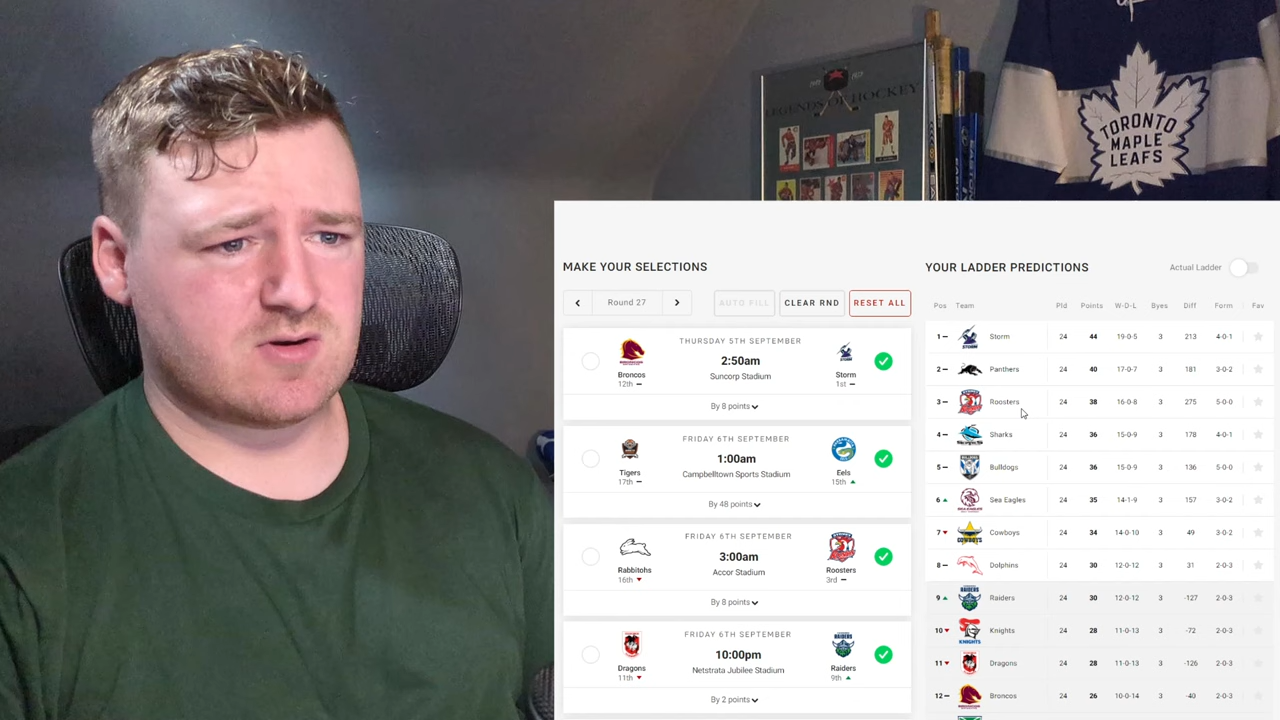 LEGENDS OF HOCKEY
TORONTO
MAPLE
LEAFS
MAKE YOUR SELECTIONS
Round 27
AUTO FILL
CLEAR RND
RESET ALL
THURSDAY 5TH SEPTEMBER
2:50am
Suncorp Stadium
Broncos
12th
Storm
1st
By 8 points
FRIDAY 6TH SEPTEMBER
1:00am
Campbelltown Sports Stadium
Tigers
17th
Eels
15th
By 48 points
FRIDAY 6TH SEPTEMBER
3:00am
Accor Stadium
Rabbitohs
16th
Roosters
3rd
By 8 points
FRIDAY 6TH SEPTEMBER
10:00pm
Netstrata Jubilee Stadium
Dragons
11th
Raiders
9th
By 2 points
YOUR LADDER PREDICTIONS
Actual Ladder
Pos Team Pld Points W-D-L Byes Diff Form Fav
1 Storm 24 44 19-0-5 3 213 4-0-1
2 Panthers 24 40 17-0-7 3 181 3-0-2
3 Roosters 24 38 16-0-8 3 275 5-0-0
4 Sharks 24 36 15-0-9 3 178 4-0-1
5 Bulldogs 24 36 15-0-9 3 136 5-0-0
6 Sea Eagles 24 35 14-1-9 3 157 3-0-2
7 Cowboys 24 34 14-0-10 3 49 3-0-2
8 Dolphins 24 30 12-0-12 3 31 2-0-3
9 Raiders 24 30 12-0-12 3 -127 2-0-3
10 Knights 24 28 11-0-13 3 -72 2-0-3
11 Dragons 24 28 11-0-13 3 -126 2-0-3
12 Broncos 24 26 10-0-14 3 -40 2-0-3